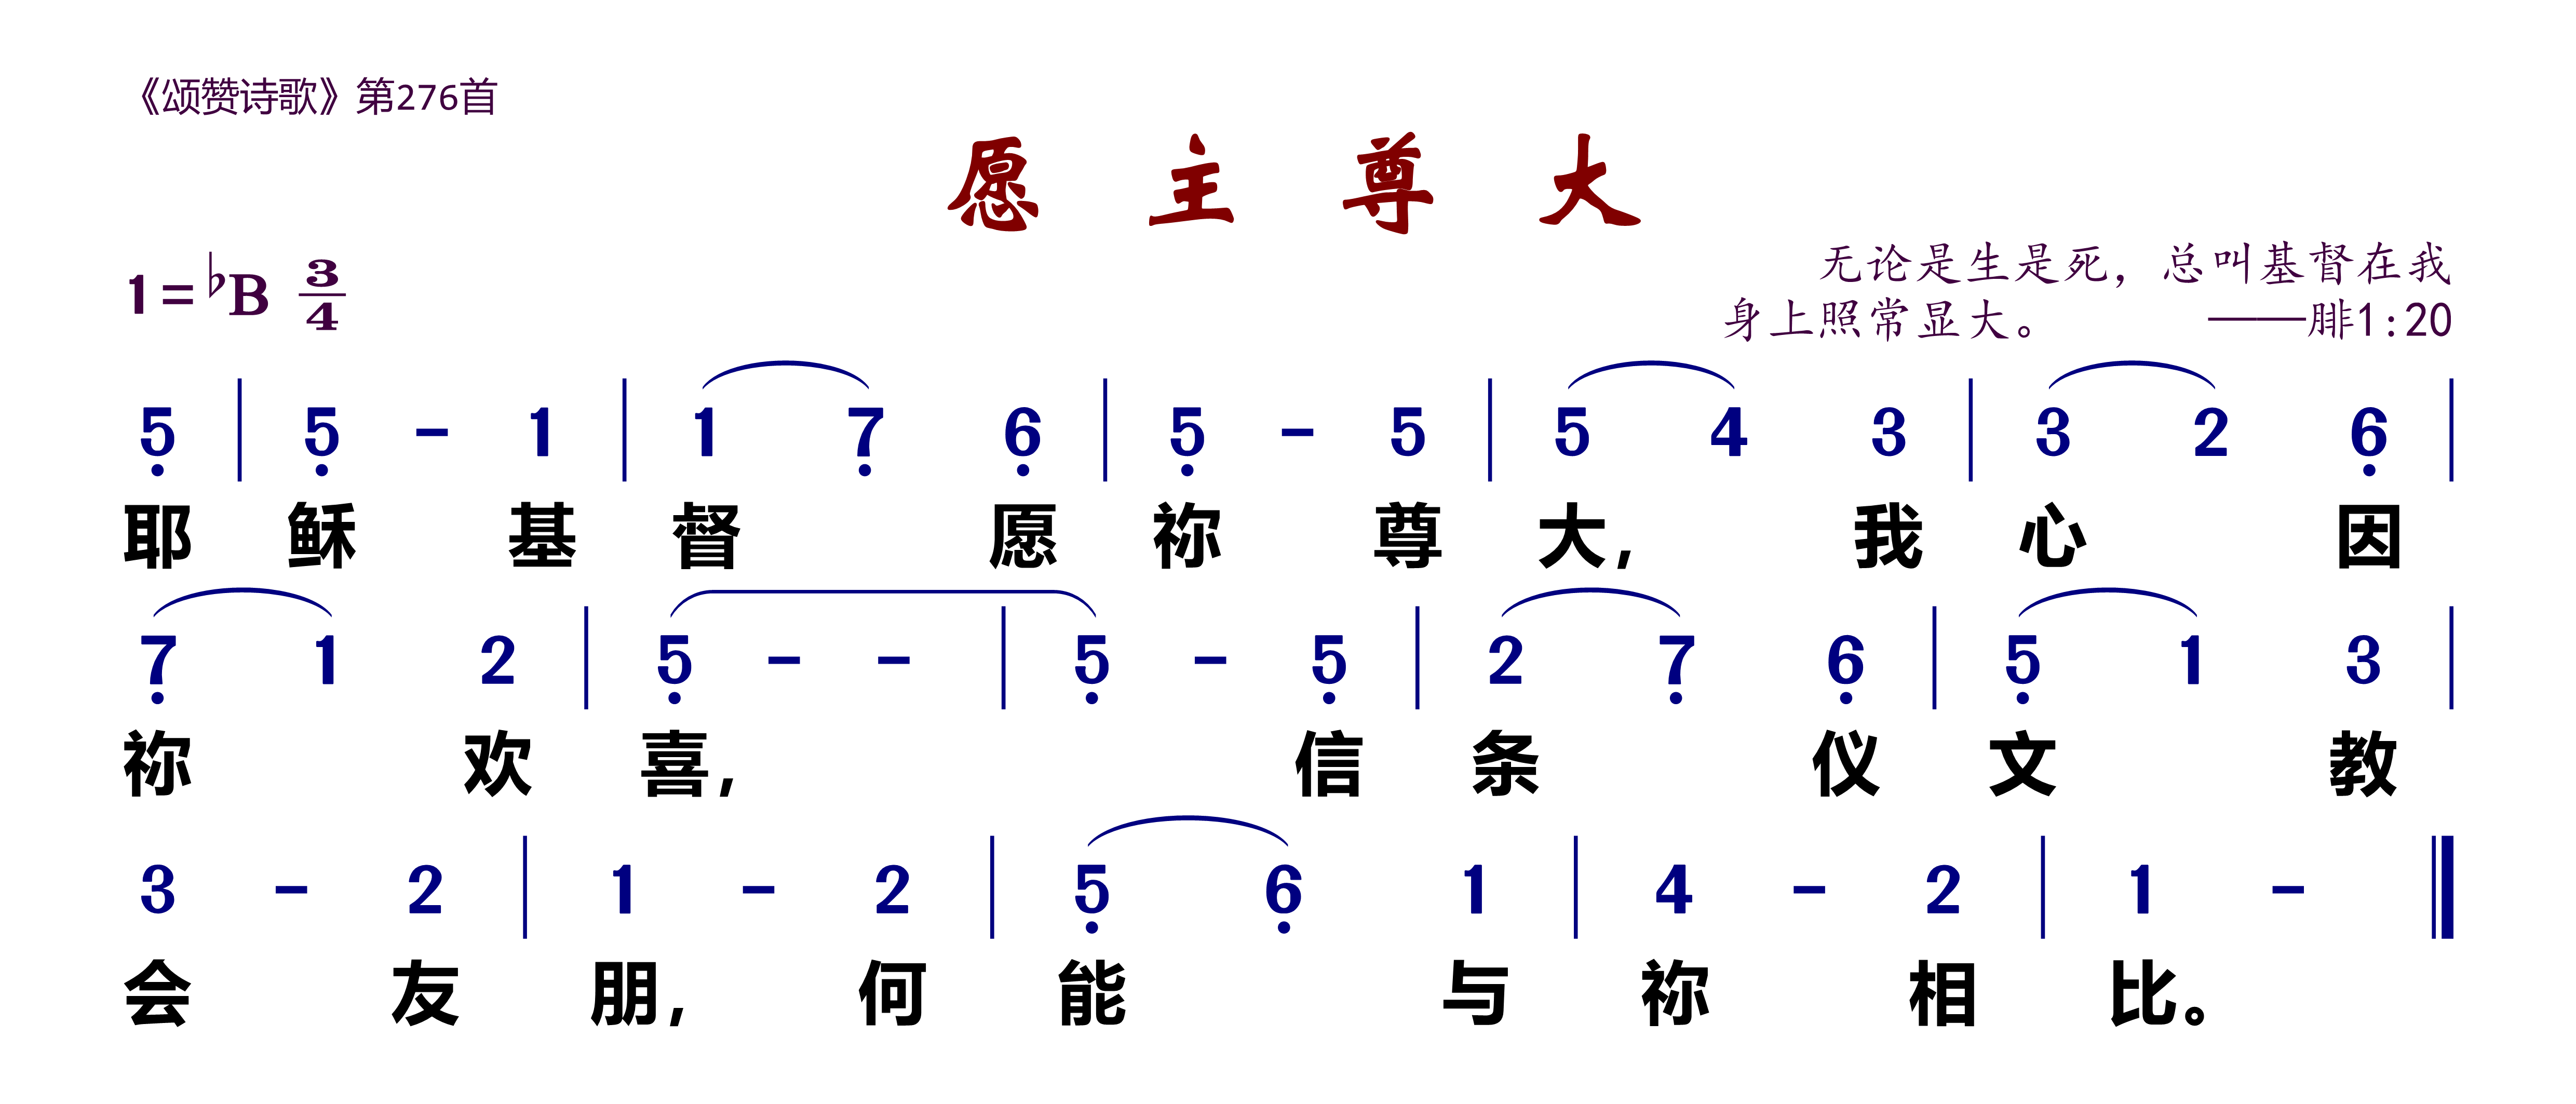 《颂赞诗歌》第276首
愿主尊大
1=♭B 3/4
无论是生是死，总叫基督在我
身上照常显大。 ——腓1:20
5̣ | 5̣ - 1 | 1 7̣ 6̣ | 5̣ - 5 | 5 4 3 | 3 2 6̣ |
耶 稣 基 督 愿 祢 尊 大， 我 心 因
7̣ 1 2 | 5̣ - - | 5̣ - 5̣ | 2 7̣ 6̣ | 5̣ 1 3 |
祢 欢 喜， 信 条 仪 文 教
3 - 2 | 1 - 2 | 5̣ 6̣ 1 | 4 - 2 | 1 - ‖
会 友 朋， 何 能 与 祢 相 比。